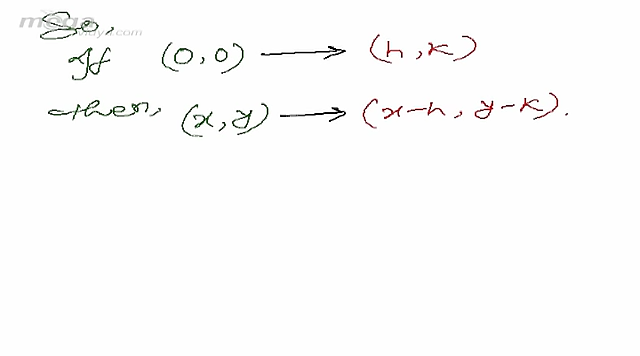 So,
If (0,0) → (h,k)
then, (x,y) → (x-h, y-k).